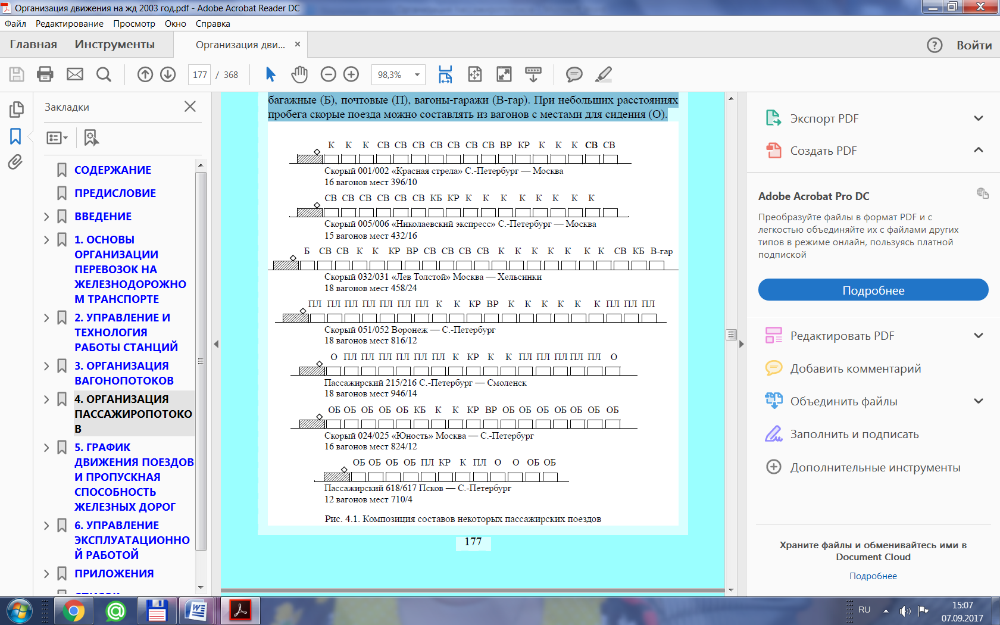 Организация движения на жд 2003 год.pdf - Adobe Acrobat Reader DC
Файл Редактирование Просмотр Окно Справка
Главная Инструменты Организация дви... × Войти
177 / 368 98,3%
Закладки
СОДЕРЖАНИЕ
ПРЕДИСЛОВИЕ
ВВЕДЕНИЕ
1. ОСНОВЫ
ОРГАНИЗАЦИИ
ПЕРЕВОЗОК НА
ЖЕЛЕЗНОДОРОЖНО
М ТРАНСПОРТЕ
2. УПРАВЛЕНИЕ И
ТЕХНОЛОГИЯ
РАБОТЫ СТАНЦИЙ
3. ОРГАНИЗАЦИЯ
ВАГОНОПОТОКОВ
4. ОРГАНИЗАЦИЯ
ПАССАЖИРОПОТОКО
В
5. ГРАФИК
ДВИЖЕНИЯ ПОЕЗДОВ
И ПРОПУСКНАЯ
СПОСОБНОСТЬ
ЖЕЛЕЗНЫХ ДОРОГ
6. УПРАВЛЕНИЕ
ЭКСПЛУАТАЦИОННО
Й РАБОТОЙ
ПРИЛОЖЕНИЯ
багажные (Б), почтовые (П), вагоны-гаражи (В-гар). При небольших расстояниях
пробега скорые поезда можно составлять из вагонов с местами для сидения (О).
К К К СВ СВ СВ СВ СВ СВ СВ ВР КР К К К СВ СВ
Скорый 001/002 «Красная стрела» С.-Петербург — Москва
16 вагонов мест 396/10
СВ СВ СВ СВ СВ СВ КБ КР К К К К К К К К
Скорый 005/006 «Николаевский экспресс» С.-Петербург — Москва
15 вагонов мест 432/16
Б СВ СВ К К КР ВР СВ СВ СВ СВ К К К К К К К СВ КБ В-гар
Скорый 032/031 «Лев Толстой» Москва — Хельсинки
18 вагонов мест 458/24
ПЛ ПЛ ПЛ ПЛ ПЛ ПЛ ПЛ К К КР ВР К К К К К К ПЛ ПЛ ПЛ
Скорый 051/052 Воронеж — С.-Петербург
18 вагонов мест 816/12
О ПЛ ПЛ ПЛ ПЛ ПЛ ПЛ К КР К К ПЛ ПЛ ПЛ ПЛ ПЛ О
Пассажирский 215/216 С.-Петербург — Смоленск
18 вагонов мест 946/14
ОБ ОБ ОБ ОБ ОБ КБ К К КР ВР ОБ ОБ ОБ ОБ ОБ ОБ ОБ
Скорый 024/025 «Юность» Москва — С.-Петербург
16 вагонов мест 824/12
ОБ ОБ ОБ ОБ ПЛ КР К ПЛ О О ОБ ОБ
Пассажирский 618/617 Псков — С.-Петербург
12 вагонов мест 710/4
Рис. 4.1. Композиция составов некоторых пассажирских поездов
177
Экспорт PDF
Создать PDF
Adobe Acrobat Pro DC
Преобразуйте файлы в формат PDF и с
легкостью объединяйте их с файлами других
типов в режиме онлайн, пользуясь платной
подпиской
Подробнее
Редактировать PDF
Добавить комментарий
Объединить файлы
Заполнить и подписать
Дополнительные инструменты
Храните файлы и обменивайтесь ими в
Document Cloud
Подробнее
RU
15:07
07.09.2017